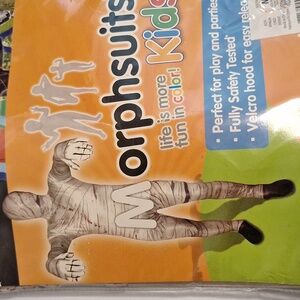 Morphsuits
life is more
fun in color!
Kids
• Perfect for play and parties
• Fully Safety Tested
• Velcro hood for easy